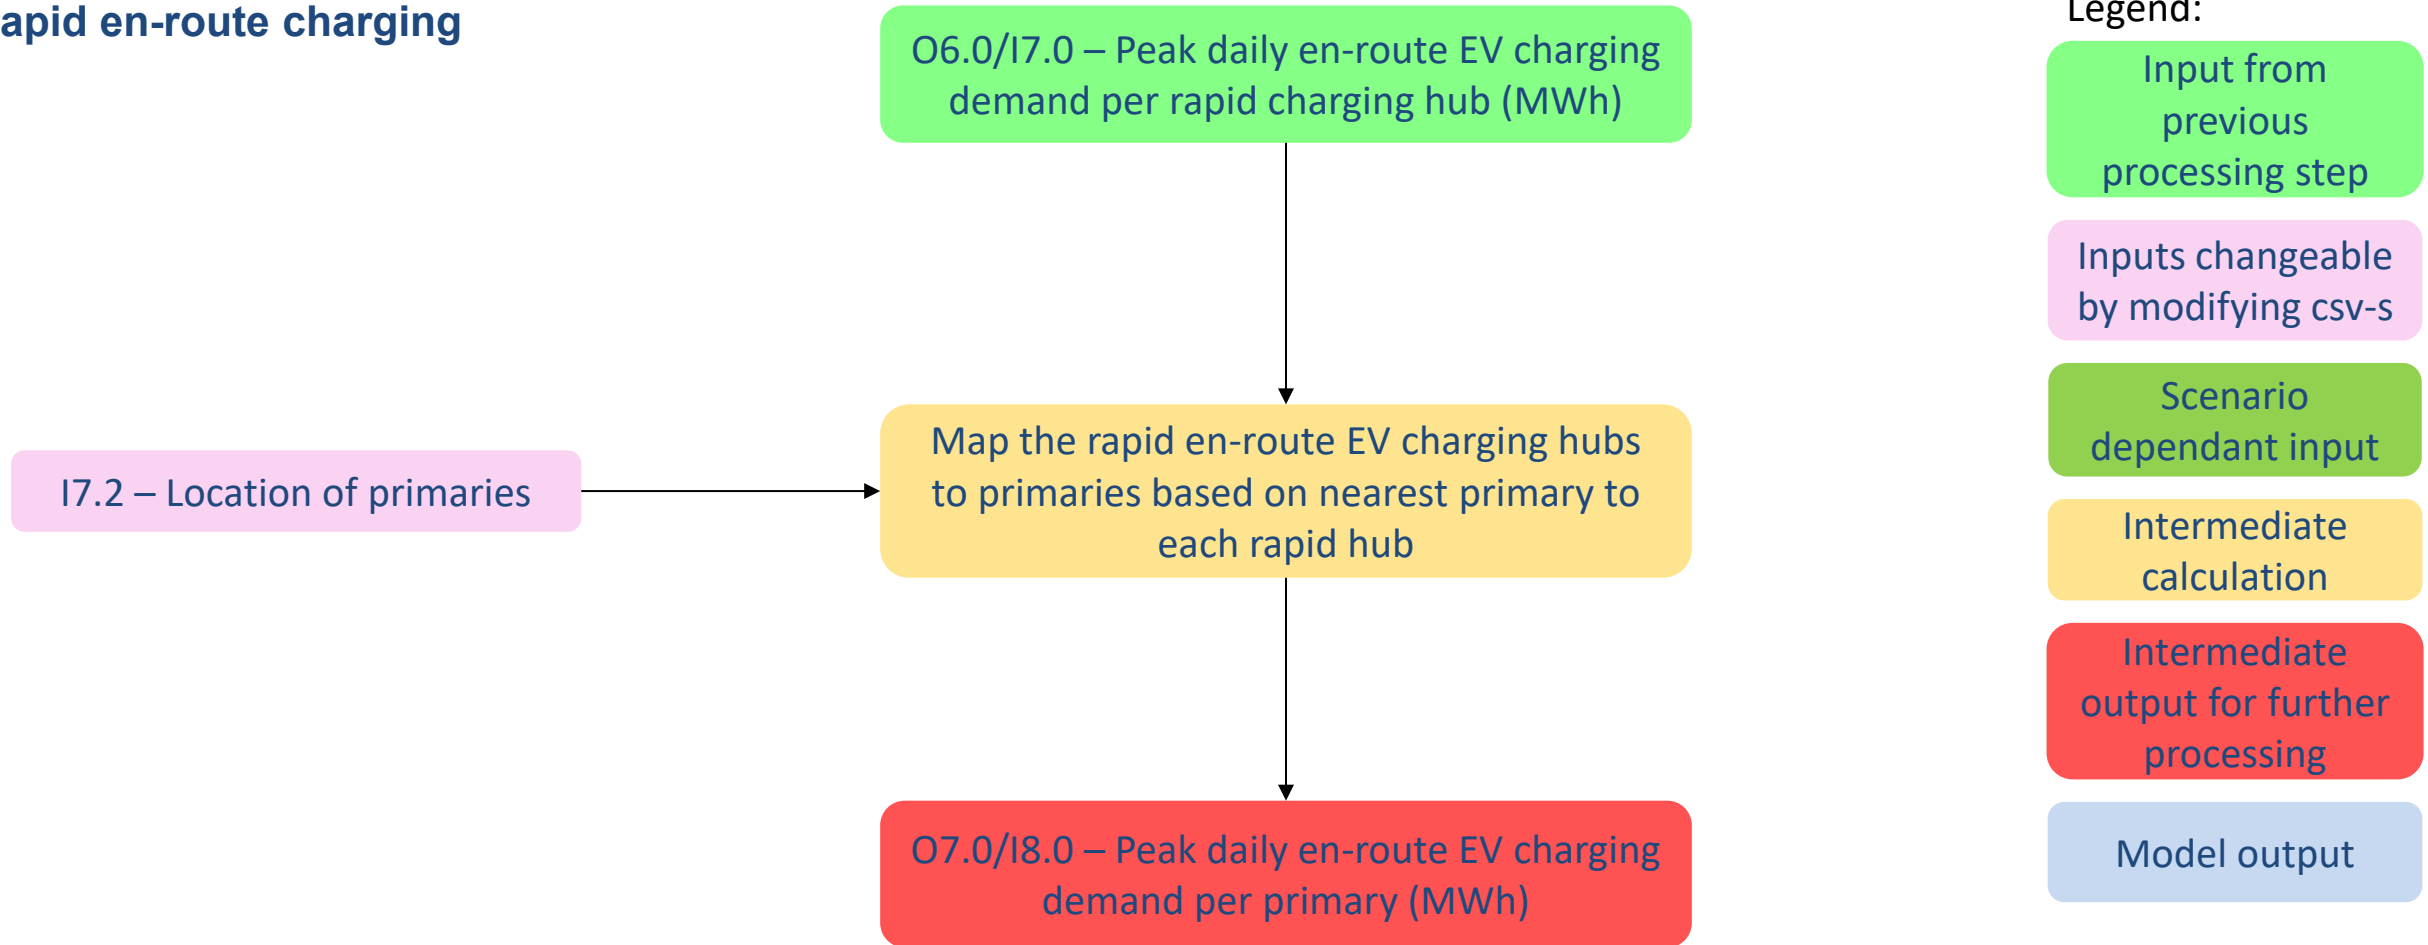 apid en-route charging
O6.0/I7.0 – Peak daily en-route EV charging
demand per rapid charging hub (MWh)
I7.2 – Location of primaries
Map the rapid en-route EV charging hubs
to primaries based on nearest primary to
each rapid hub
O7.0/I8.0 – Peak daily en-route EV charging
demand per primary (MWh)
Legend:
Input from
previous
processing step
Inputs changeable
by modifying csv-s
Scenario
dependant input
Intermediate
calculation
Intermediate
output for further
processing
Model output